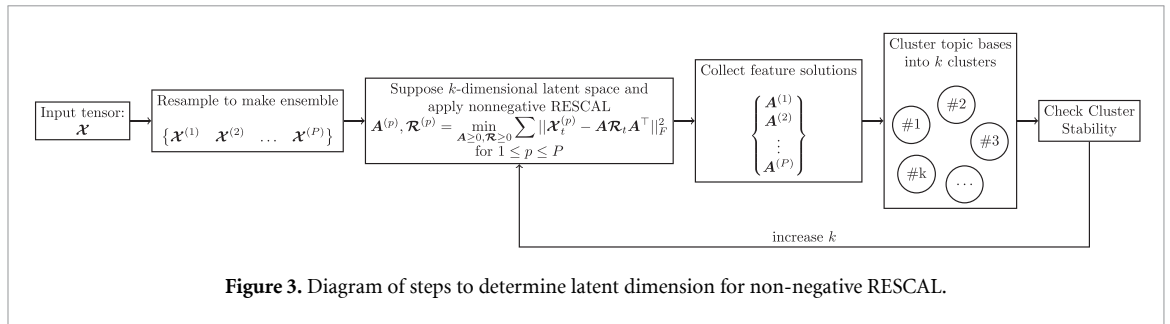 Input tensor:
𝓧
Resample to make ensemble
{𝓧⁽¹⁾ 𝓧⁽²⁾ … 𝓧⁽ᴾ⁾}
Suppose k-dimensional latent space and
apply nonnegative RESCAL
A⁽ᵖ⁾, 𝓡⁽ᵖ⁾ = min_{A≥0,𝓡≥0} ∑ ||𝓧_t^{(p)} − A𝓡_t A^⊤||_F^2
for 1 ≤ p ≤ P
Collect feature solutions
A⁽¹⁾
A⁽²⁾
⋮
A⁽ᴾ⁾
Cluster topic bases
into k clusters
#1
#2
#3
#k
…
Check Cluster
Stability
increase k
Figure 3. Diagram of steps to determine latent dimension for non-negative RESCAL.